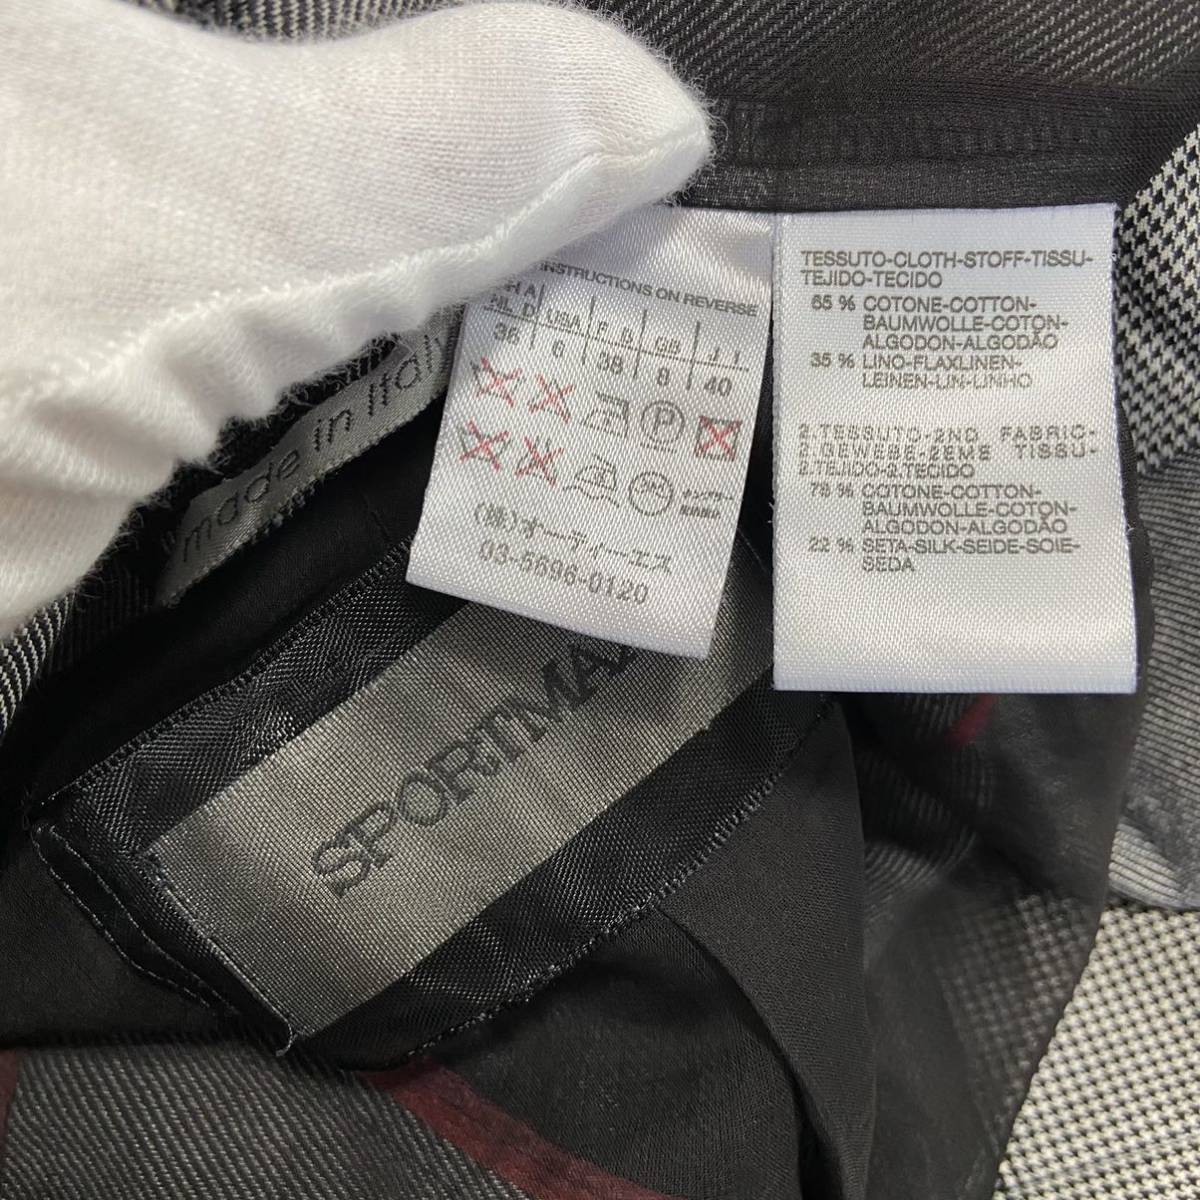 INSTRUCTIONS ON REVERSE
NL D USA F GB J I
36 6 38 8 40
P
(株)オーティーエス
03-5696-0120
TESSUTO-CLOTH-STOFF-TISSU-
TEJIDO-TECIDO
65 % COTONE-COTTON-
BAUMWOLLE-COTON-
ALGODON-ALGODÃO
35 % LINO-FLAXLINEN-
LEINEN-LIN-LINHO
2.TESSUTO-2ND FABRIC-
2.GEWEBE-2EME TISSU-
2.TEJIDO-2.TECIDO
78 % COTONE-COTTON-
BAUMWOLLE-COTON-
ALGODON-ALGODÃO
22 % SETA-SILK-SEIDE-SOIE-
SEDA
made in Italy
SPORTMA